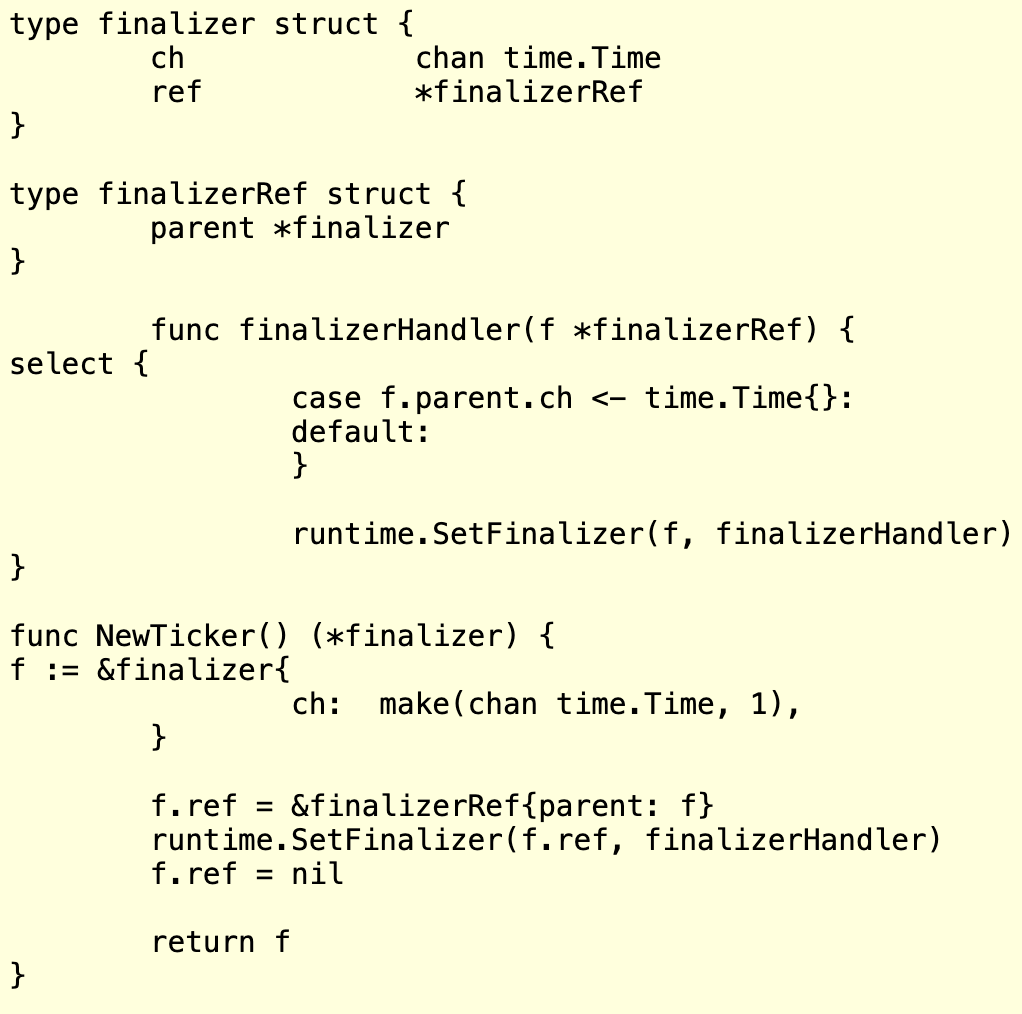 type finalizer struct {
        ch             chan time.Time
        ref            *finalizerRef
}

type finalizerRef struct {
        parent *finalizer
}

        func finalizerHandler(f *finalizerRef) {
select {
                case f.parent.ch <- time.Time{}:
                default:
                }

                runtime.SetFinalizer(f, finalizerHandler)
}

func NewTicker() (*finalizer) {
f := &finalizer{
                ch:  make(chan time.Time, 1),
        }

        f.ref = &finalizerRef{parent: f}
        runtime.SetFinalizer(f.ref, finalizerHandler)
        f.ref = nil

        return f
}